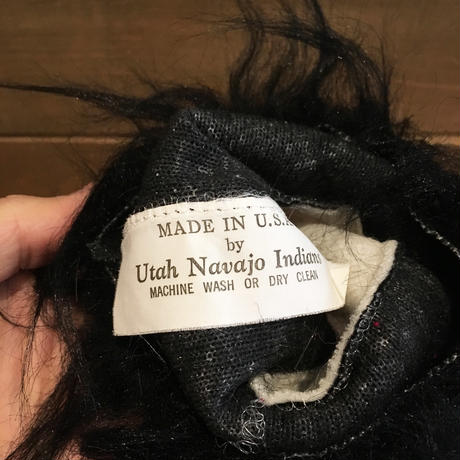 MADE IN U.S.A
by
Utah Navajo Indians
MACHINE WASH OR DRY CLEAN